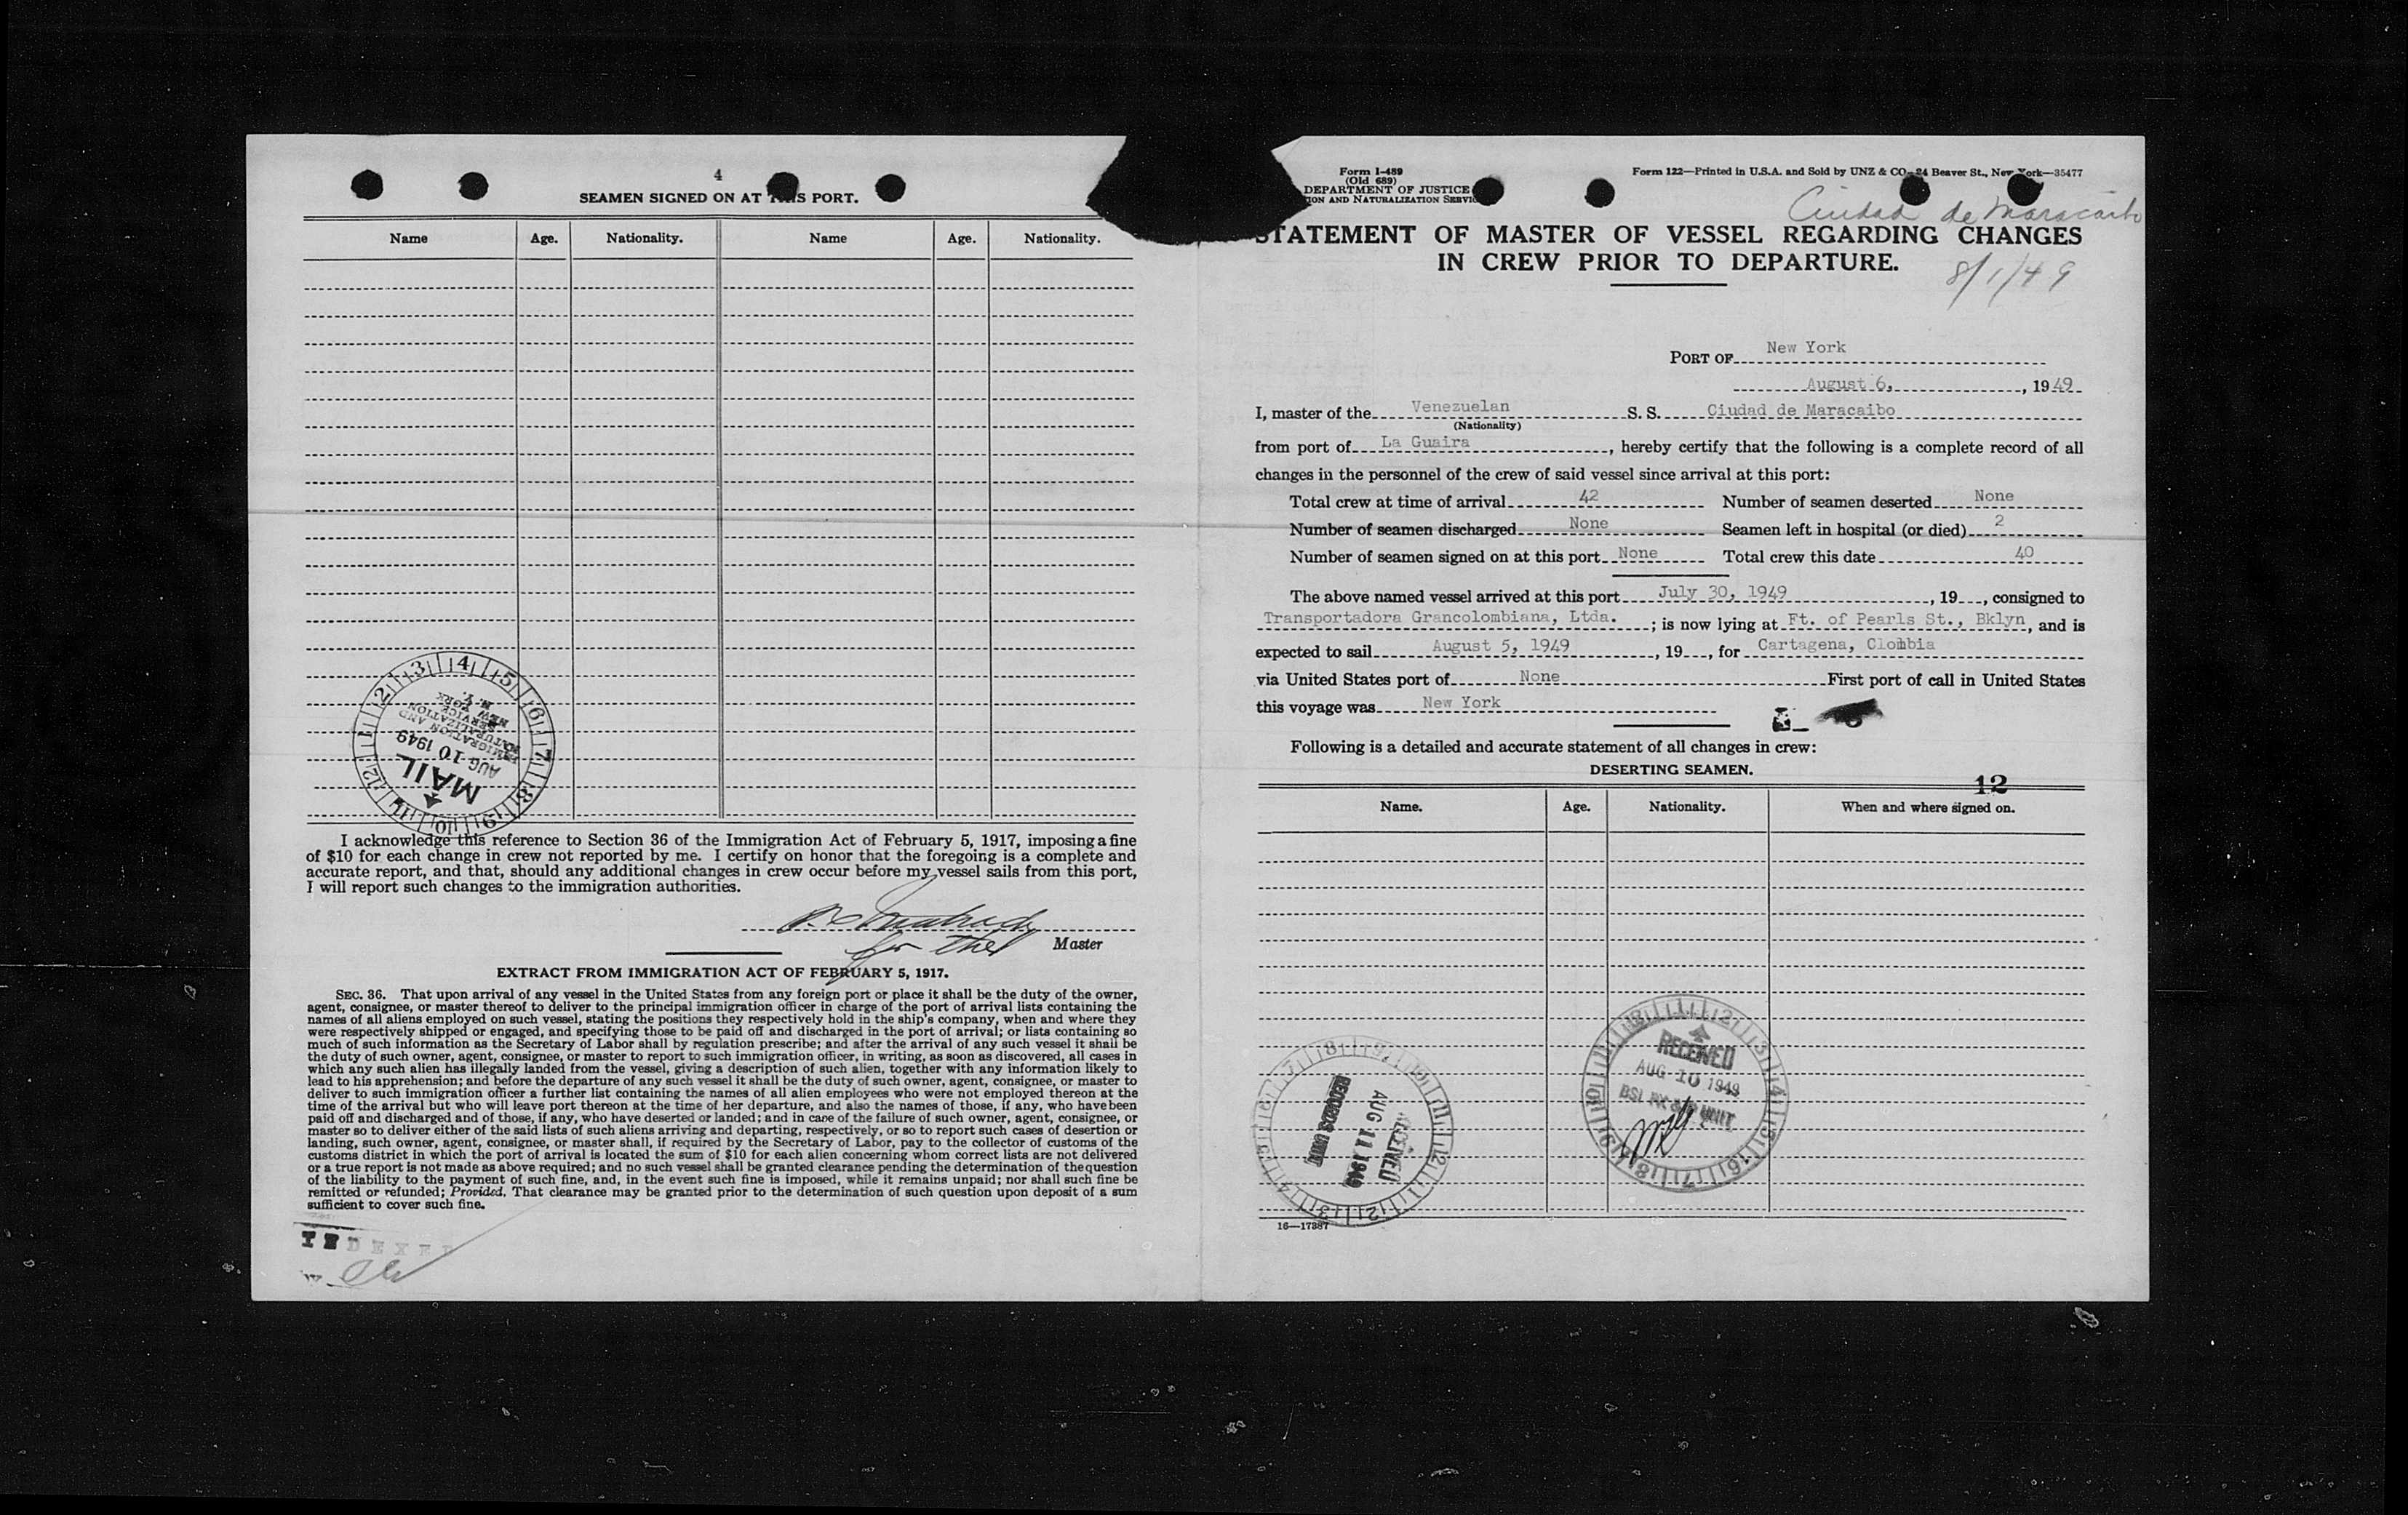 4
SEAMEN SIGNED ON AT THIS PORT.
Name Age. Nationality. Name Age. Nationality.
MAIL
AUG 10 1949
IMMIGRATION AND
NATURALIZATION
SERVICE
NEW YORK
N. Y.
I acknowledge this reference to Section 36 of the Immigration Act of February 5, 1917, imposing a fine
of $10 for each change in crew not reported by me. I certify on honor that the foregoing is a complete and
accurate report, and that, should any additional changes in crew occur before my vessel sails from this port,
I will report such changes to the immigration authorities.
for the Master
EXTRACT FROM IMMIGRATION ACT OF FEBRUARY 5, 1917.
SEC. 36. That upon arrival of any vessel in the United States from any foreign port or place it shall be the duty of the owner,
agent, consignee, or master thereof to deliver to the principal immigration officer in charge of the port of arrival lists containing the
names of all aliens employed on such vessel, stating the positions they respectively hold in the ship's company, when and where they
were respectively shipped or engaged, and specifying those to be paid off and discharged in the port of arrival; or lists containing so
much of such information as the Secretary of Labor shall by regulation prescribe; and after the arrival of any such vessel it shall be
the duty of such owner, agent, consignee, or master to report to such immigration officer, in writing, as soon as discovered, all cases in
which any such alien has illegally landed from the vessel, giving a description of such alien, together with any information likely to
lead to his apprehension; and before the departure of any such vessel it shall be the duty of such owner, agent, consignee, or master to
deliver to such immigration officer a further list containing the names of all alien employees who were not employed thereon at the
time of the arrival but who will leave port thereon at the time of her departure, and also the names of those, if any, who have been
paid off and discharged and of those, if any, who have deserted or landed; and in case of the failure of such owner, agent, consignee, or
master so to deliver either of the said lists of such aliens arriving and departing, respectively, or so to report such cases of desertion or
landing, such owner, agent, consignee, or master shall, if required by the Secretary of Labor, pay to the collector of customs of the
customs district in which the port of arrival is located the sum of $10 for each alien concerning whom correct lists are not delivered
or a true report is not made as above required; and no such vessel shall be granted clearance pending the determination of the question
of the liability to the payment of such fine, and, in the event such fine is imposed, while it remains unpaid; nor shall such fine be
remitted or refunded; Provided, That clearance may be granted prior to the determination of such question upon deposit of a sum
sufficient to cover such fine.
INDEXED
Form I-489
(Old 689)
DEPARTMENT OF JUSTICE
ION AND NATURALIZATION SERVIC
Form 122—Printed in U.S.A. and Sold by UNZ & CO—24 Beaver St., New York—35477
Ciudad de Maracaibo
STATEMENT OF MASTER OF VESSEL REGARDING CHANGES
IN CREW PRIOR TO DEPARTURE.
8/1/49
PORT OF New York
August 6, , 1949
I, master of the Venezuelan S. S. Ciudad de Maracaibo
(Nationality)
from port of La Guaira , hereby certify that the following is a complete record of all
changes in the personnel of the crew of said vessel since arrival at this port:
Total crew at time of arrival 42 Number of seamen deserted None
Number of seamen discharged None Seamen left in hospital (or died) 2
Number of seamen signed on at this port None Total crew this date 40
The above named vessel arrived at this port July 30, 1949 , 19 , consigned to
Transportadora Grancolombiana, Ltda. ; is now lying at Ft. of Pearls St., Bklyn, and is
expected to sail August 5, 1949 , 19 , for Cartagena, Clombia
via United States port of None First port of call in United States
this voyage was New York
Following is a detailed and accurate statement of all changes in crew:
DESERTING SEAMEN.
12
Name. Age. Nationality. When and where signed on.
RECEIVED
AUG 10 1949
RECEIVED
AUG 11 1949
RECORDS UNIT
16—17887